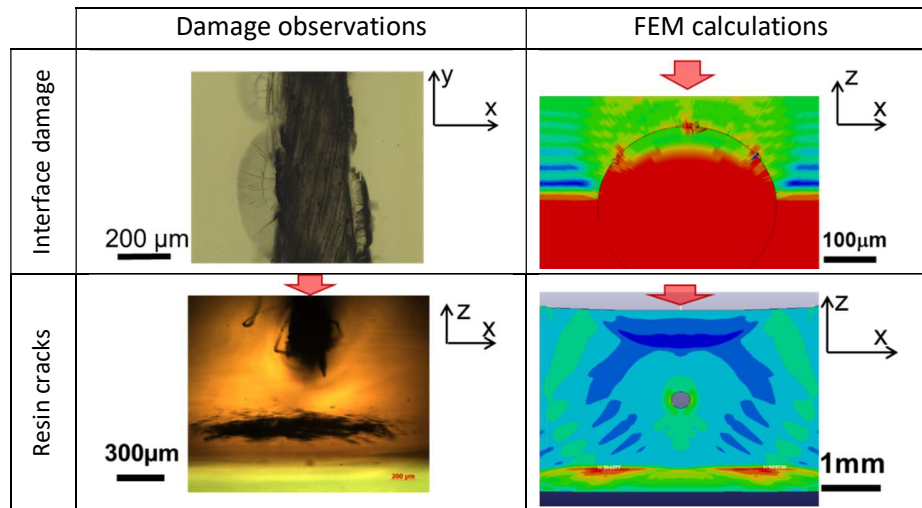 Damage observations
FEM calculations
Interface damage
y
x
200 µm
z
x
100µm
Resin cracks
z
x
300µm
200 µm
z
x
1mm